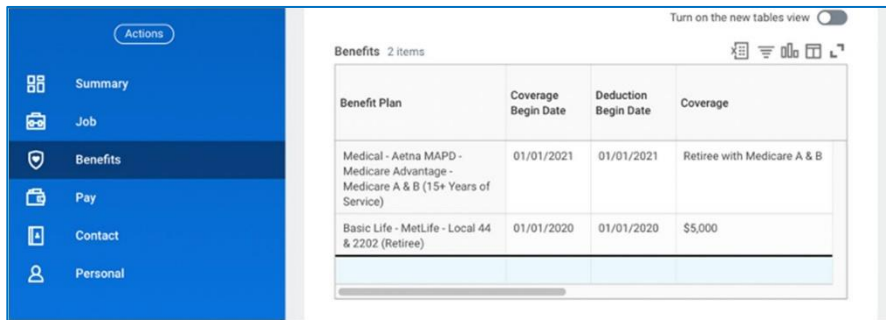 Actions
Summary
Job
Benefits
Pay
Contact
Personal
Turn on the new tables view
Benefits 2 items
Benefit Plan
Coverage
Begin Date
Deduction
Begin Date
Coverage
Medical - Aetna MAPD -
Medicare Advantage -
Medicare A & B (15+ Years of
Service)
01/01/2021
01/01/2021
Retiree with Medicare A & B
Basic Life - MetLife - Local 44
& 2202 (Retiree)
01/01/2020
01/01/2020
$5,000